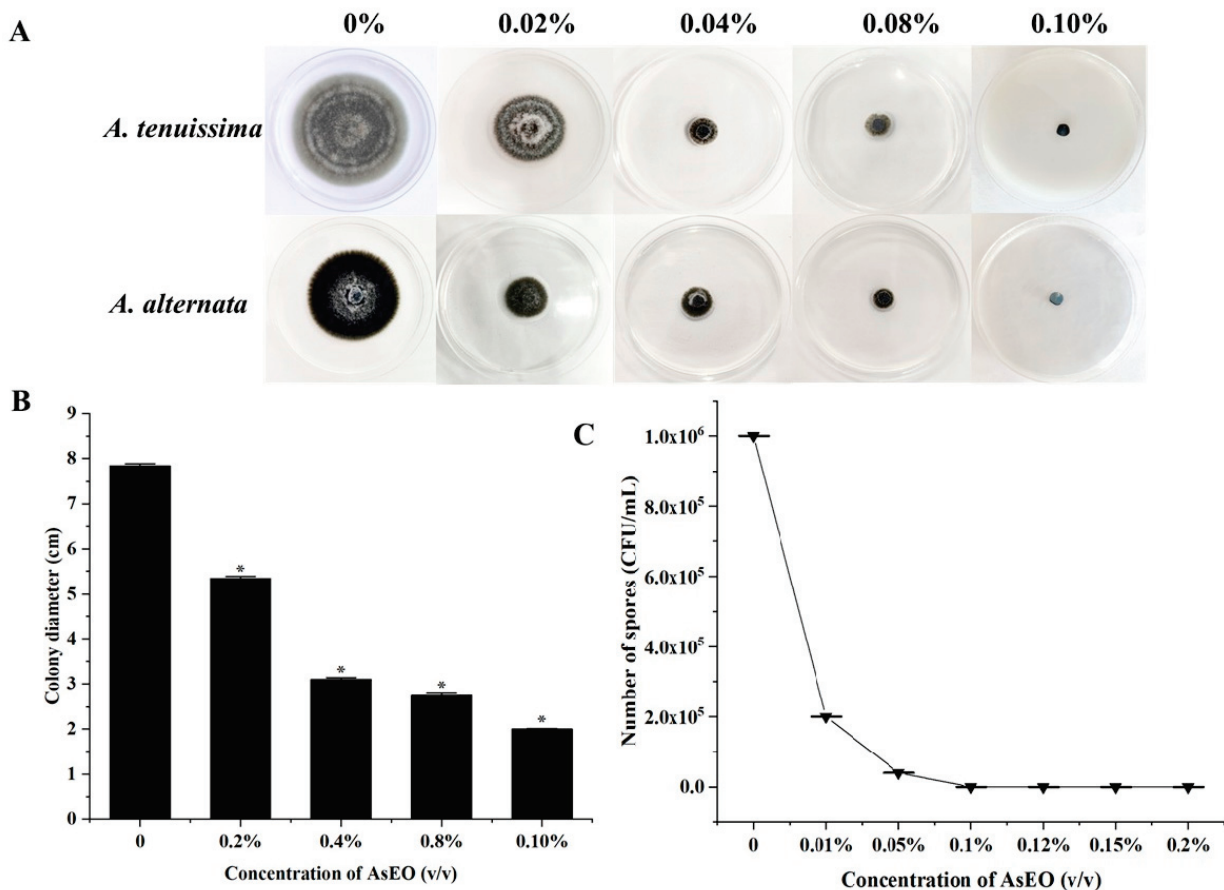 A
0% 0.02% 0.04% 0.08% 0.10%
A. tenuissima
A. alternata
B
9
8
7
6
5
4
3
2
1
0
Colony diameter (cm)
* * * *
0 0.2% 0.4% 0.8% 0.10%
Concentration of AsEO (v/v)
C
1.0x10⁶
8.0x10⁵
6.0x10⁵
4.0x10⁵
2.0x10⁵
0.0
Number of spores (CFU/mL)
0 0.01% 0.05% 0.1% 0.12% 0.15% 0.2%
Concentration of AsEO (v/v)